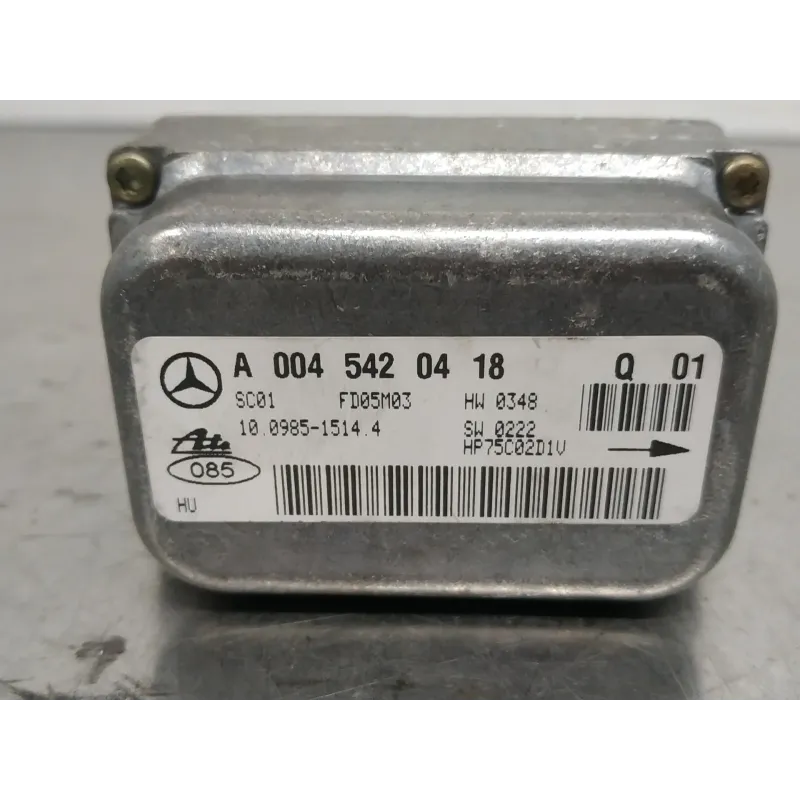 A 004 542 04 18 Q 01
SC01 FD05M03 HW 0348
10.0985-1514.4 SW 0222
Ate HP75C02D1V
085
HU